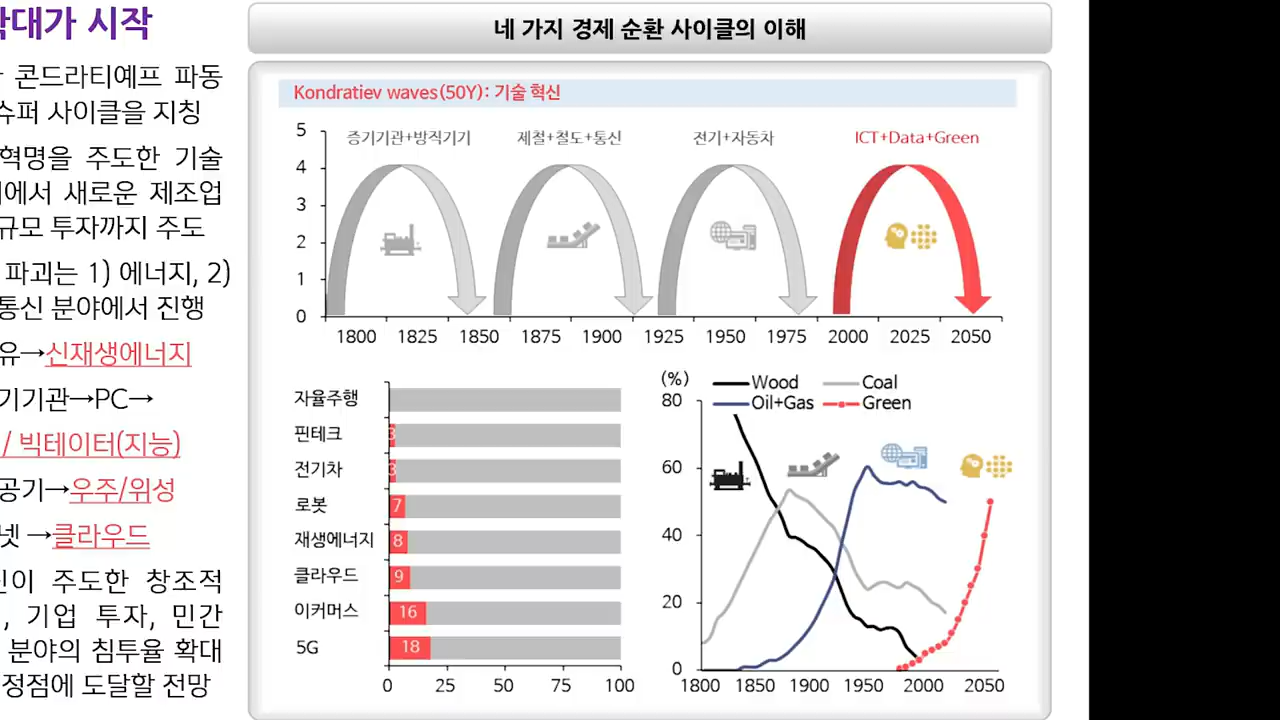 확대가 시작
콘드라티예프 파동
수퍼 사이클을 지칭
혁명을 주도한 기술
에서 새로운 제조업
규모 투자까지 주도
파괴는 1) 에너지, 2)
통신 분야에서 진행
유→신재생에너지
기기관→PC→
/ 빅테이터(지능)
공기→우주/위성
넷 →클라우드
신이 주도한 창조적
, 기업 투자, 민간
분야의 침투율 확대
정점에 도달할 전망
네 가지 경제 순환 사이클의 이해
Kondratiev waves(50Y): 기술 혁신
증기기관+방직기기 제철+철도+통신 전기+자동차 ICT+Data+Green
5
4
3
2
1
0
1800 1825 1850 1875 1900 1925 1950 1975 2000 2025 2050
자율주행
핀테크 3
전기차 3
로봇 7
재생에너지 8
클라우드 9
이커머스 16
5G 18
0 25 50 75 100
(%)
Wood Coal
Oil+Gas Green
80
60
40
20
0
1800 1850 1900 1950 2000 2050